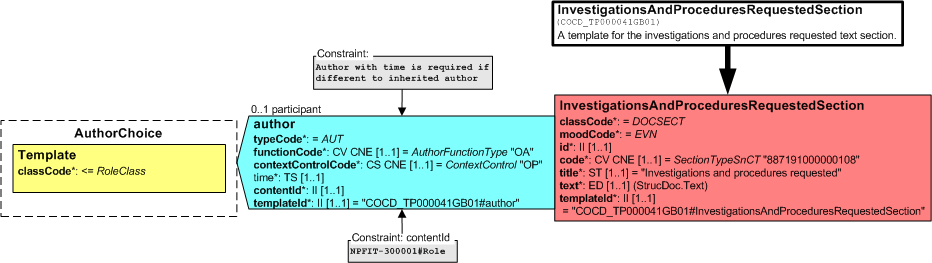 InvestigationsAndProceduresRequestedSection
(COCD_TP000041GB01)
A template for the investigations and procedures requested text section.
Constraint:
Author with time is required if
different to inherited author
0..1 participant
AuthorChoice
Template
classCode*: <= RoleClass
author
typeCode*: = AUT
functionCode*: CV CNE [1..1] = AuthorFunctionType "OA"
contextControlCode*: CS CNE [1..1] = ContextControl "OP"
time*: TS [1..1]
contentId*: II [1..1]
templateId*: II [1..1] = "COCD_TP000041GB01#author"
InvestigationsAndProceduresRequestedSection
classCode*: = DOCSECT
moodCode*: = EVN
id*: II [1..1]
code*: CV CNE [1..1] = SectionTypeSnCT "887191000000108"
title*: ST [1..1] = "Investigations and procedures requested"
text*: ED [1..1] (StrucDoc.Text)
templateId*: II [1..1]
= "COCD_TP000041GB01#InvestigationsAndProceduresRequestedSection"
Constraint: contentId
NPFIT-300001#Role